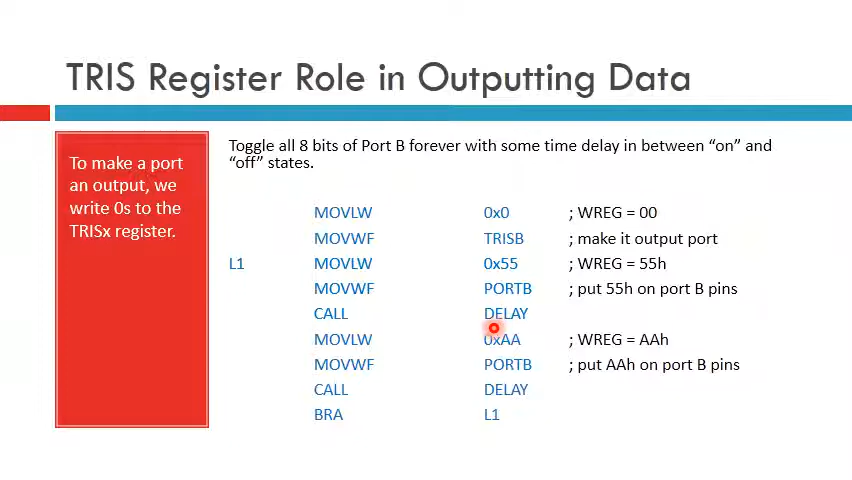 TRIS Register Role in Outputting Data
To make a port
an output, we
write 0s to the
TRISx register.
Toggle all 8 bits of Port B forever with some time delay in between “on” and
“off” states.
MOVLW 0x0 ; WREG = 00
MOVWF TRISB ; make it output port
L1 MOVLW 0x55 ; WREG = 55h
MOVWF PORTB ; put 55h on port B pins
CALL DELAY
MOVLW 0xAA ; WREG = AAh
MOVWF PORTB ; put AAh on port B pins
CALL DELAY
BRA L1